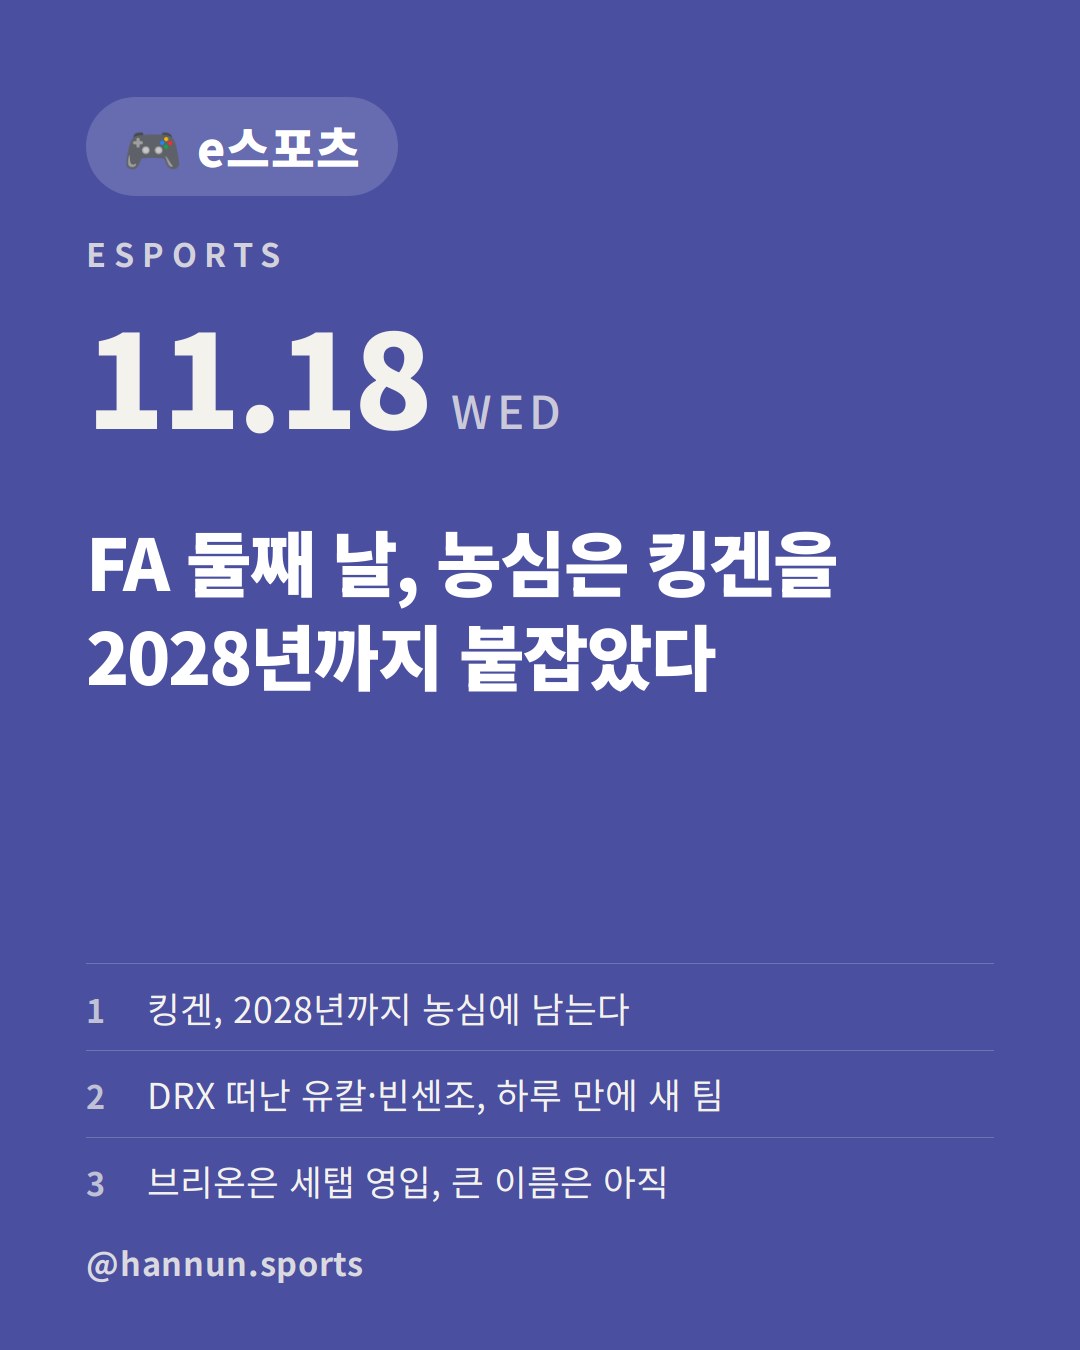 🎮 e스포츠
ESPORTS
11.18 WED
FA 둘째 날, 농심은 킹겐을
2028년까지 붙잡았다
1 킹겐, 2028년까지 농심에 남는다
2 DRX 떠난 유칼·빈센조, 하루 만에 새 팀
3 브리온은 세탭 영입, 큰 이름은 아직
@hannun.sports